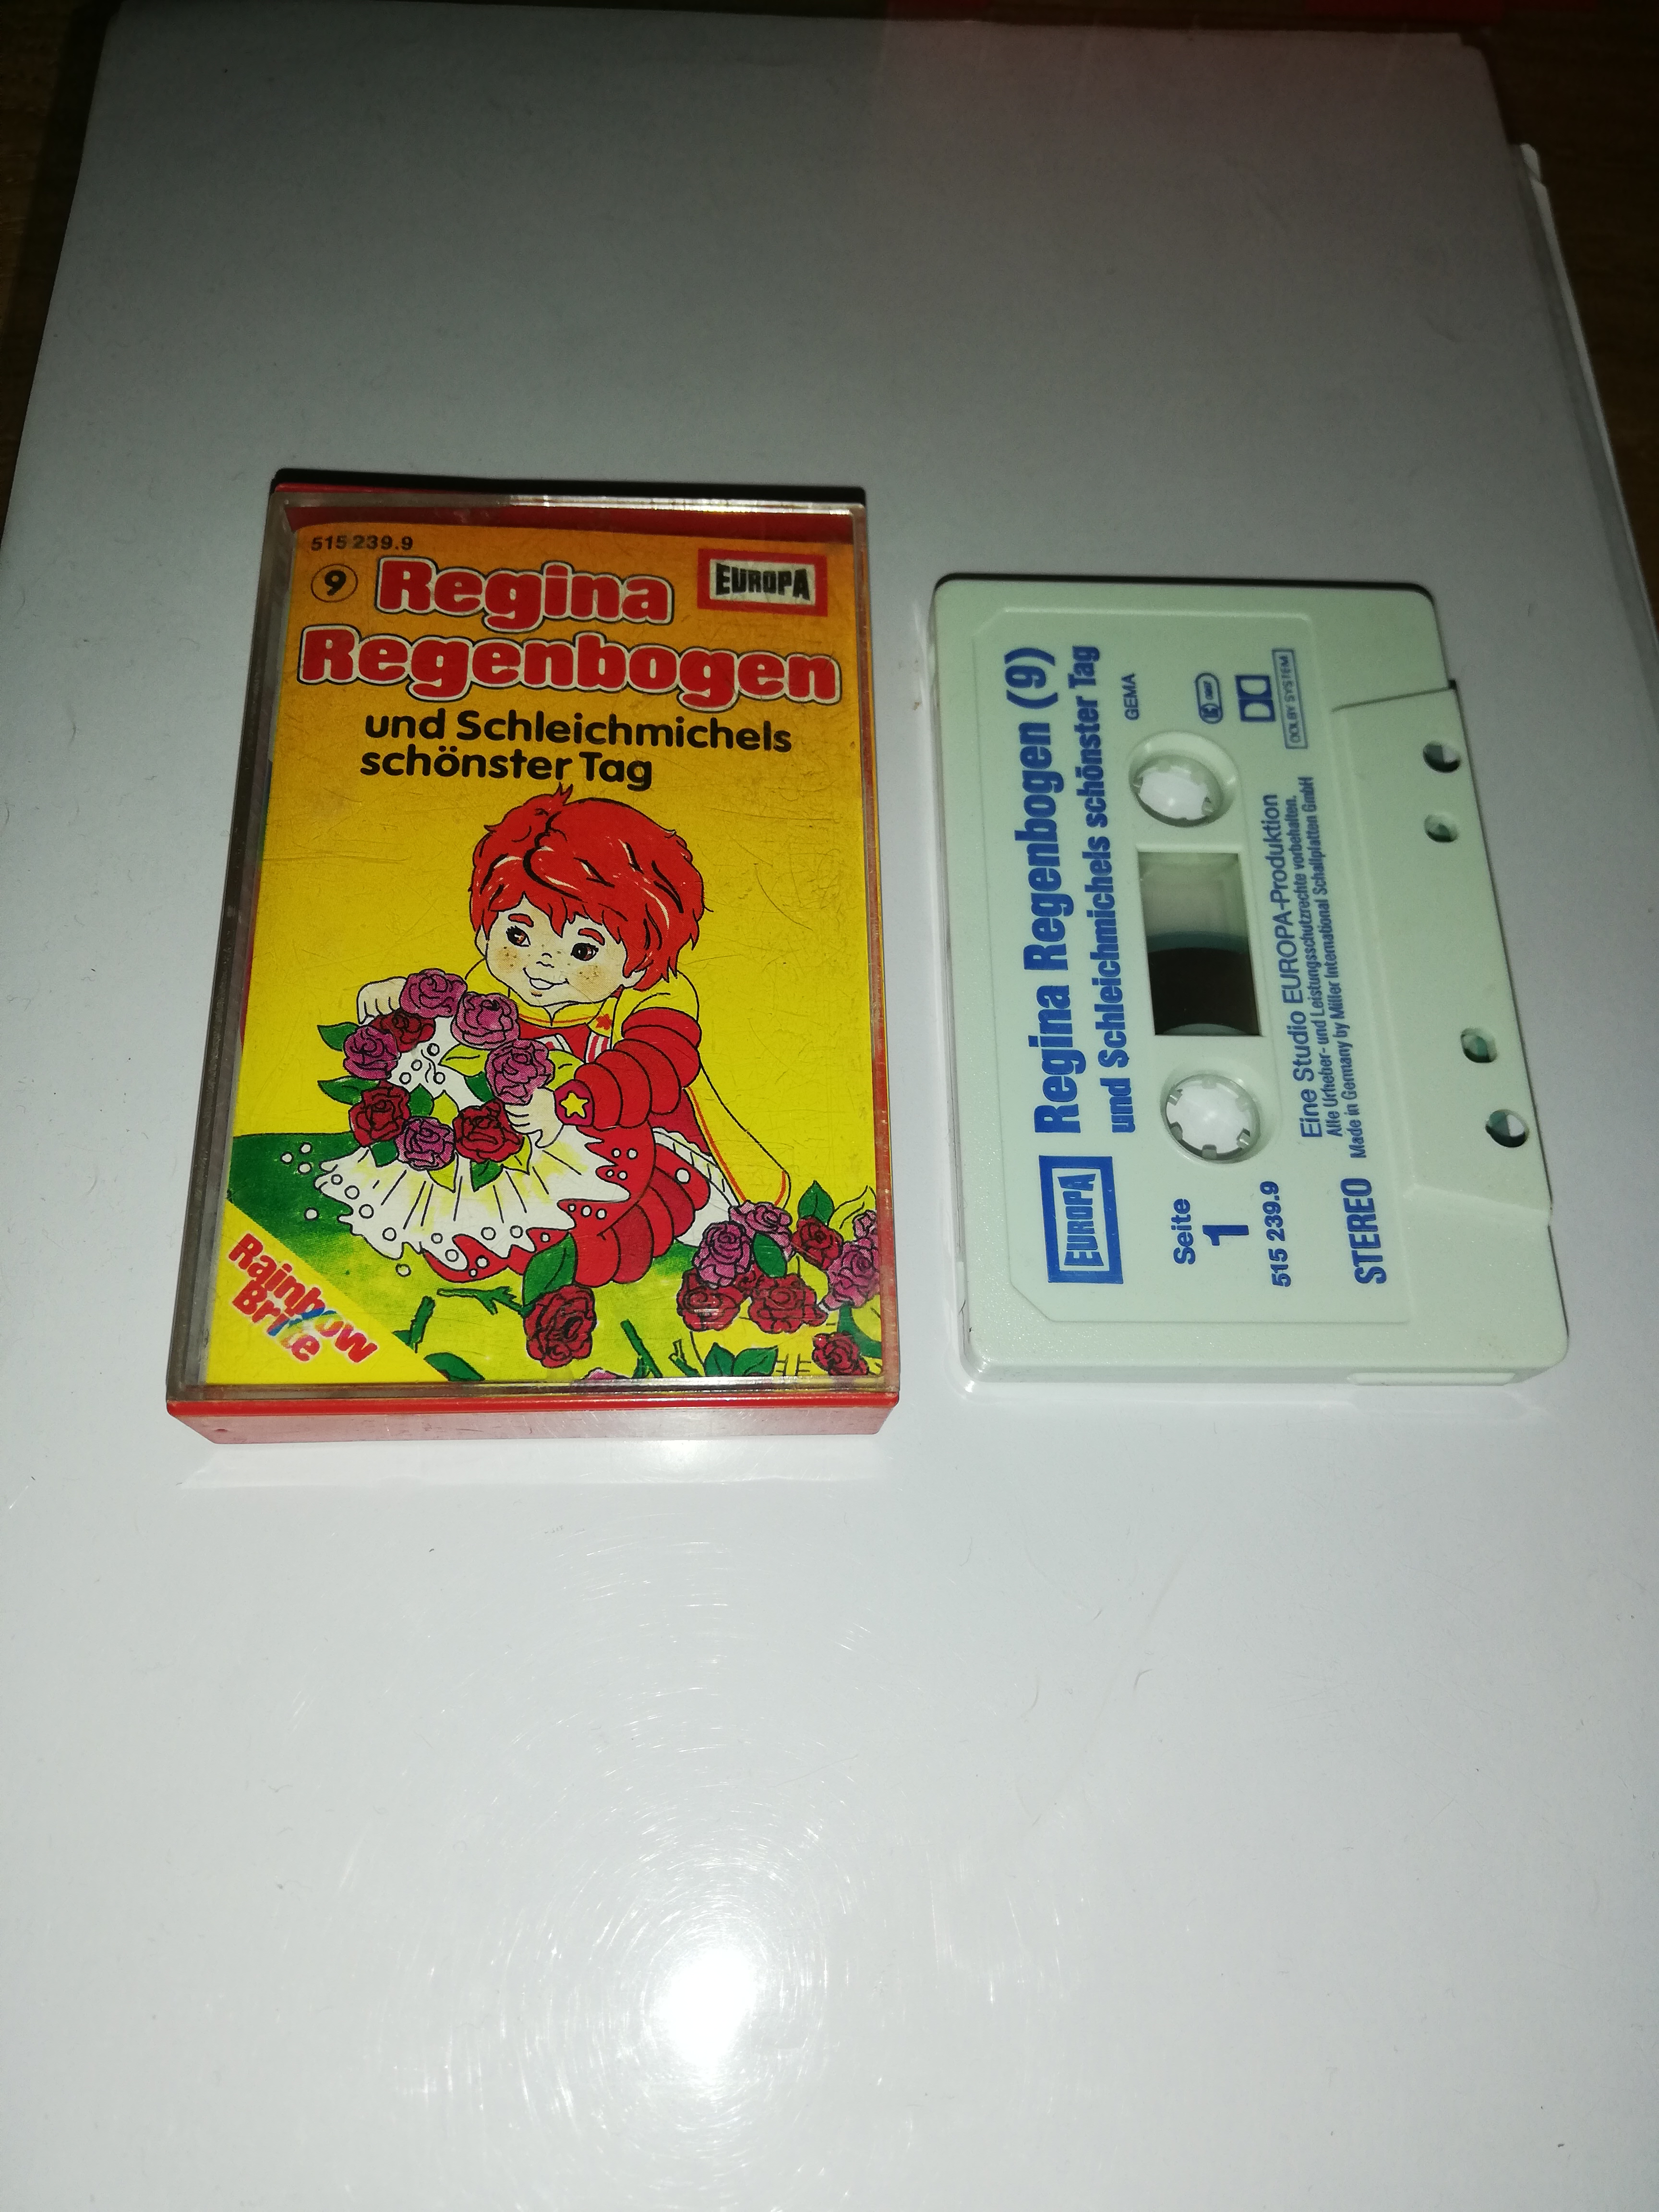 515 239.9
9
Regina
EUROPA
Regenbogen
und Schleichmichels
schönster Tag
Rainbow
Brite
EUROPA
Regina Regenbogen (9)
und Schleichmichels schönster Tag
GEMA
Seite
1
515 239.9
STEREO
DOLBY SYSTEM
Eine Studio EUROPA-Produktion
Alle Urheber- und Leistungsschutzrechte vorbehalten.
Made in Germany by Miller International Schallplatten GmbH